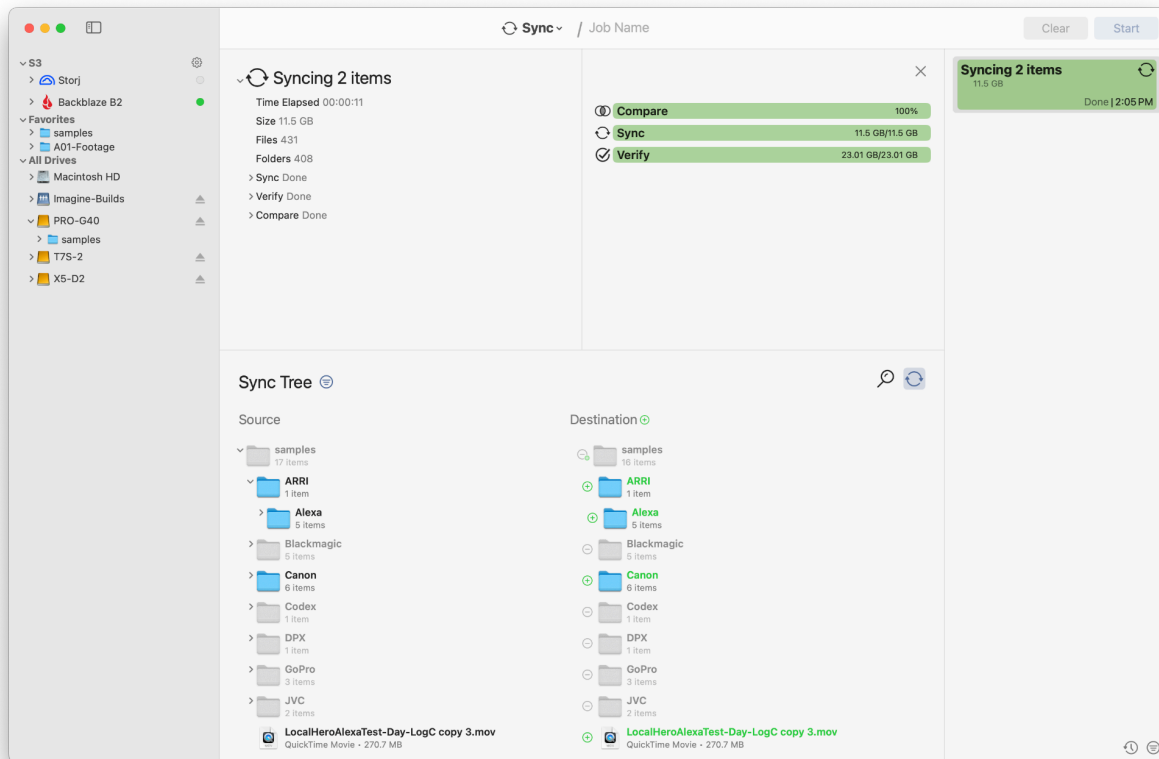 Sync
/ Job Name
Clear
Start
S3
Storj
Backblaze B2
Favorites
samples
A01-Footage
All Drives
Macintosh HD
Imagine-Builds
PRO-G40
samples
T7S-2
X5-D2
Syncing 2 items
Time Elapsed 00:00:11
Size 11.5 GB
Files 431
Folders 408
Sync Done
Verify Done
Compare Done
Compare 100%
Sync 11.5 GB/11.5 GB
Verify 23.01 GB/23.01 GB
Syncing 2 items
11.5 GB
Done | 2:05 PM
Sync Tree
Source
samples
17 items
ARRI
1 item
Alexa
5 items
Blackmagic
5 items
Canon
6 items
Codex
1 item
DPX
1 item
GoPro
3 items
JVC
2 items
LocalHeroAlexaTest-Day-LogC copy 3.mov
QuickTime Movie • 270.7 MB
Destination
samples
16 items
ARRI
1 item
Alexa
5 items
Blackmagic
5 items
Canon
6 items
Codex
1 item
DPX
1 item
GoPro
3 items
JVC
2 items
LocalHeroAlexaTest-Day-LogC copy 3.mov
QuickTime Movie • 270.7 MB